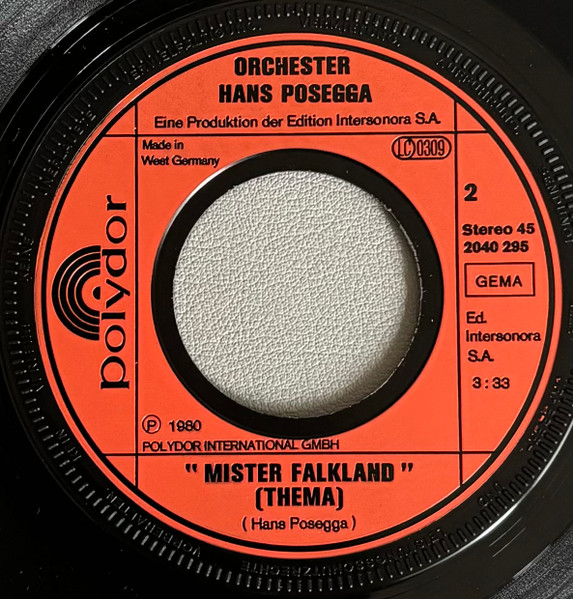 ORCHESTER
HANS POSEGGA
Eine Produktion der Edition Intersonora S.A.
Made in
West Germany
LC 0309
polydor
2
Stereo 45
2040 295
GEMA
Ed.
Intersonora
S.A.
3:33
Ⓟ 1980
POLYDOR INTERNATIONAL GMBH
" MISTER FALKLAND "
(THEMA)
( Hans Posegga )